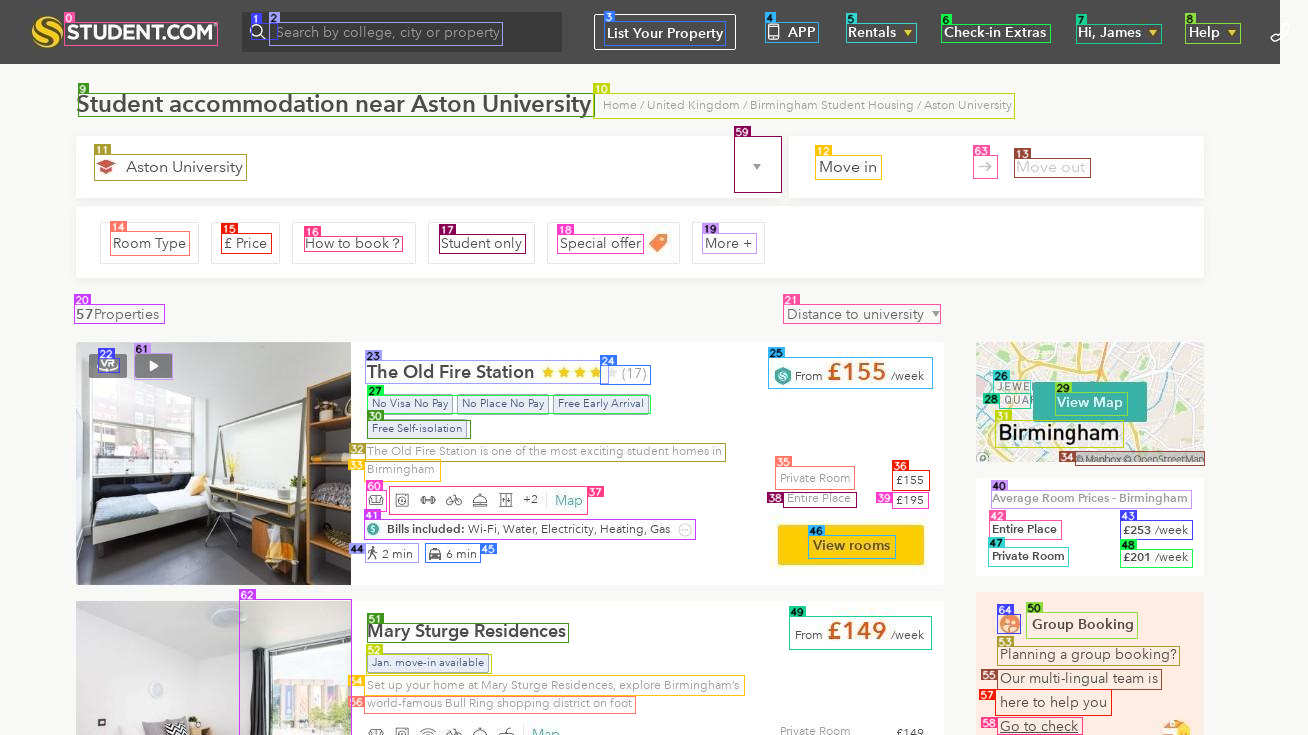 STUDENT.COM
Search by college, city or property
List Your Property
APP
Rentals
Check-in Extras
Hi, James
Help
Student accommodation near Aston University
Home / United Kingdom / Birmingham Student Housing / Aston University
Aston University
Move in
Move out
Room Type
£ Price
How to book ?
Student only
Special offer
More +
57 Properties
Distance to university
VR
The Old Fire Station
(17)
From £155 /week
No Visa No Pay
No Place No Pay
Free Early Arrival
Free Self-isolation
The Old Fire Station is one of the most exciting student homes in
Birmingham
Private Room £155
Entire Place £195
+2
Map
Bills included: Wi-Fi, Water, Electricity, Heating, Gas
2 min
6 min
View rooms
JEWE
QUA
View Map
Birmingham
© Mapbox © OpenStreetMap
Average Room Prices - Birmingham
Entire Place £253 /week
Private Room £201 /week
Mary Sturge Residences
From £149 /week
Jan. move-in available
Set up your home at Mary Sturge Residences, explore Birmingham's
world-famous Bull Ring shopping district on foot
Map
Private Room £149
Group Booking
Planning a group booking?
Our multi-lingual team is
here to help you
Go to check
0
1
2
3
4
5
6
7
8
9
10
11
12
13
14
15
16
17
18
19
20
21
22
23
24
25
26
27
28
29
30
31
32
33
34
35
36
37
38
39
40
41
42
43
44
45
46
47
48
49
50
51
52
53
54
55
56
57
58
59
60
61
62
63
64